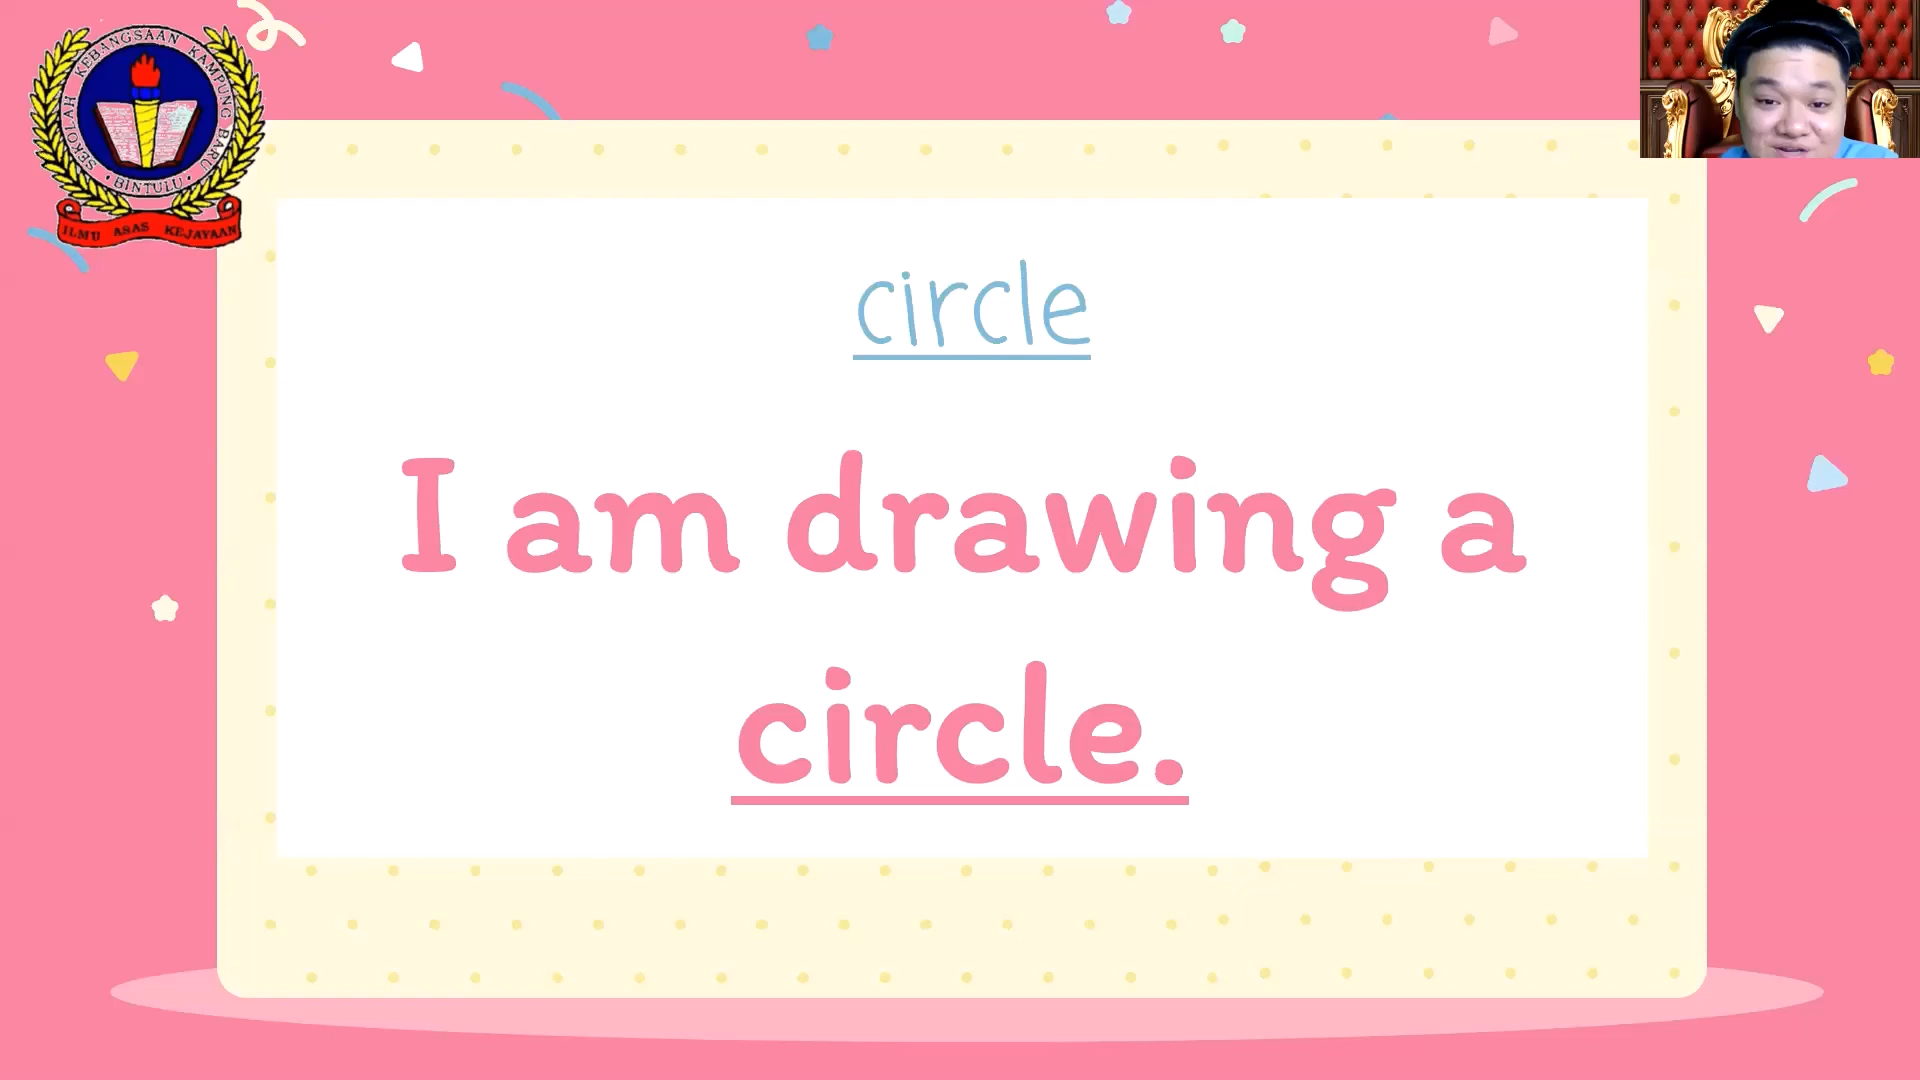 SEKOLAH KEBANGSAAN KAMPUNG BARU
BINTULU
ILMU ASAS KEJAYAAN
circle
I am drawing a
circle.